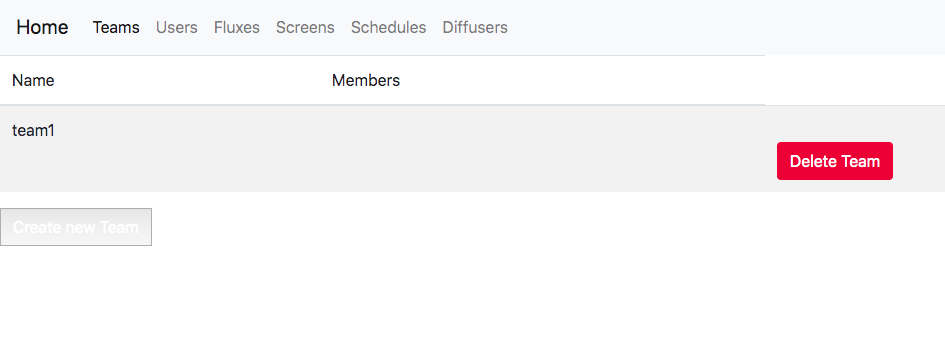 Home Teams Users Fluxes Screens Schedules Diffusers
Name Members
team1
Delete Team
Create new Team